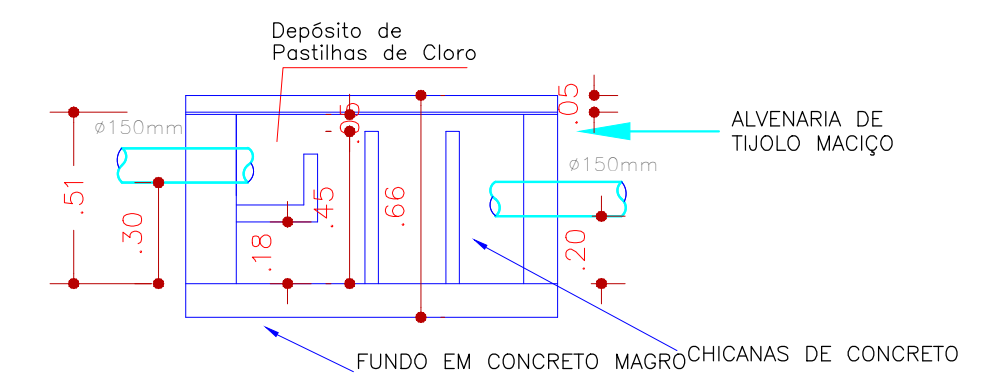 Depósito de
Pastilhas de Cloro
.05
.05
ALVENARIA DE
TIJOLO MACIÇO
ø150mm
ø150mm
.51
.30
.18
.45
.66
.20
FUNDO EM CONCRETO MAGRO
CHICANAS DE CONCRETO